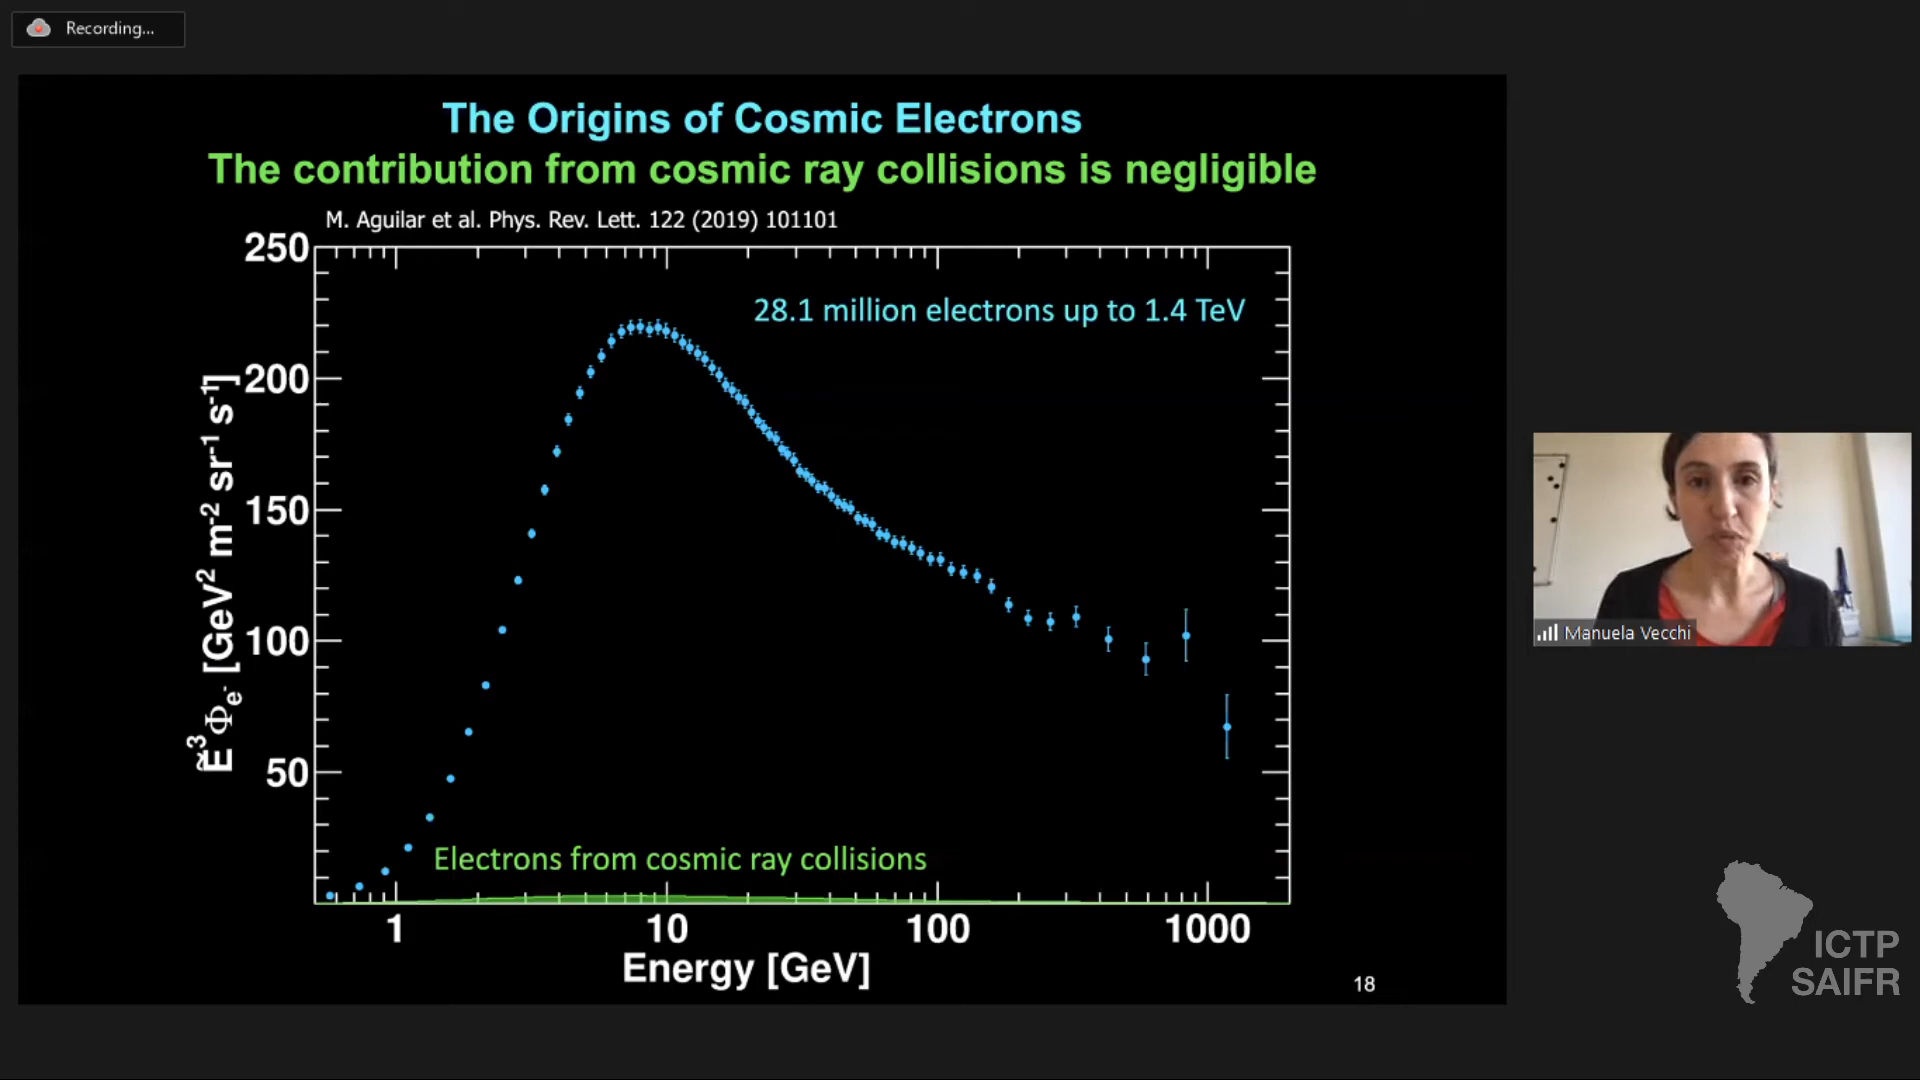 Recording...
The Origins of Cosmic Electrons
The contribution from cosmic ray collisions is negligible
M. Aguilar et al. Phys. Rev. Lett. 122 (2019) 101101
250
200
150
100
50
28.1 million electrons up to 1.4 TeV
Ẽ³ Φe⁻ [GeV² m⁻² sr⁻¹ s⁻¹]
Electrons from cosmic ray collisions
1 10 100 1000
Energy [GeV]
18
Manuela Vecchi
ICTP
SAIFR